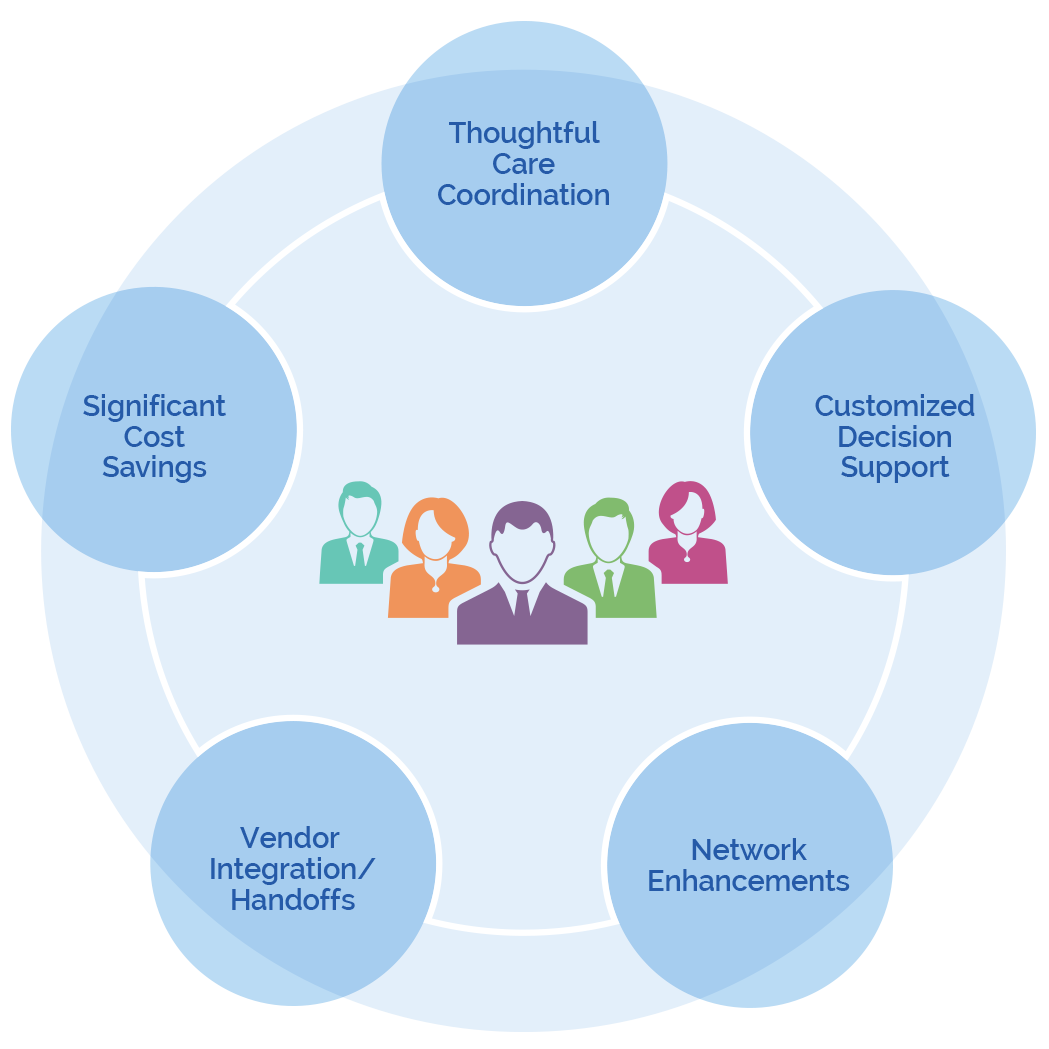 Thoughtful
Care
Coordination
Customized
Decision
Support
Network
Enhancements
Vendor
Integration/
Handoffs
Significant
Cost
Savings